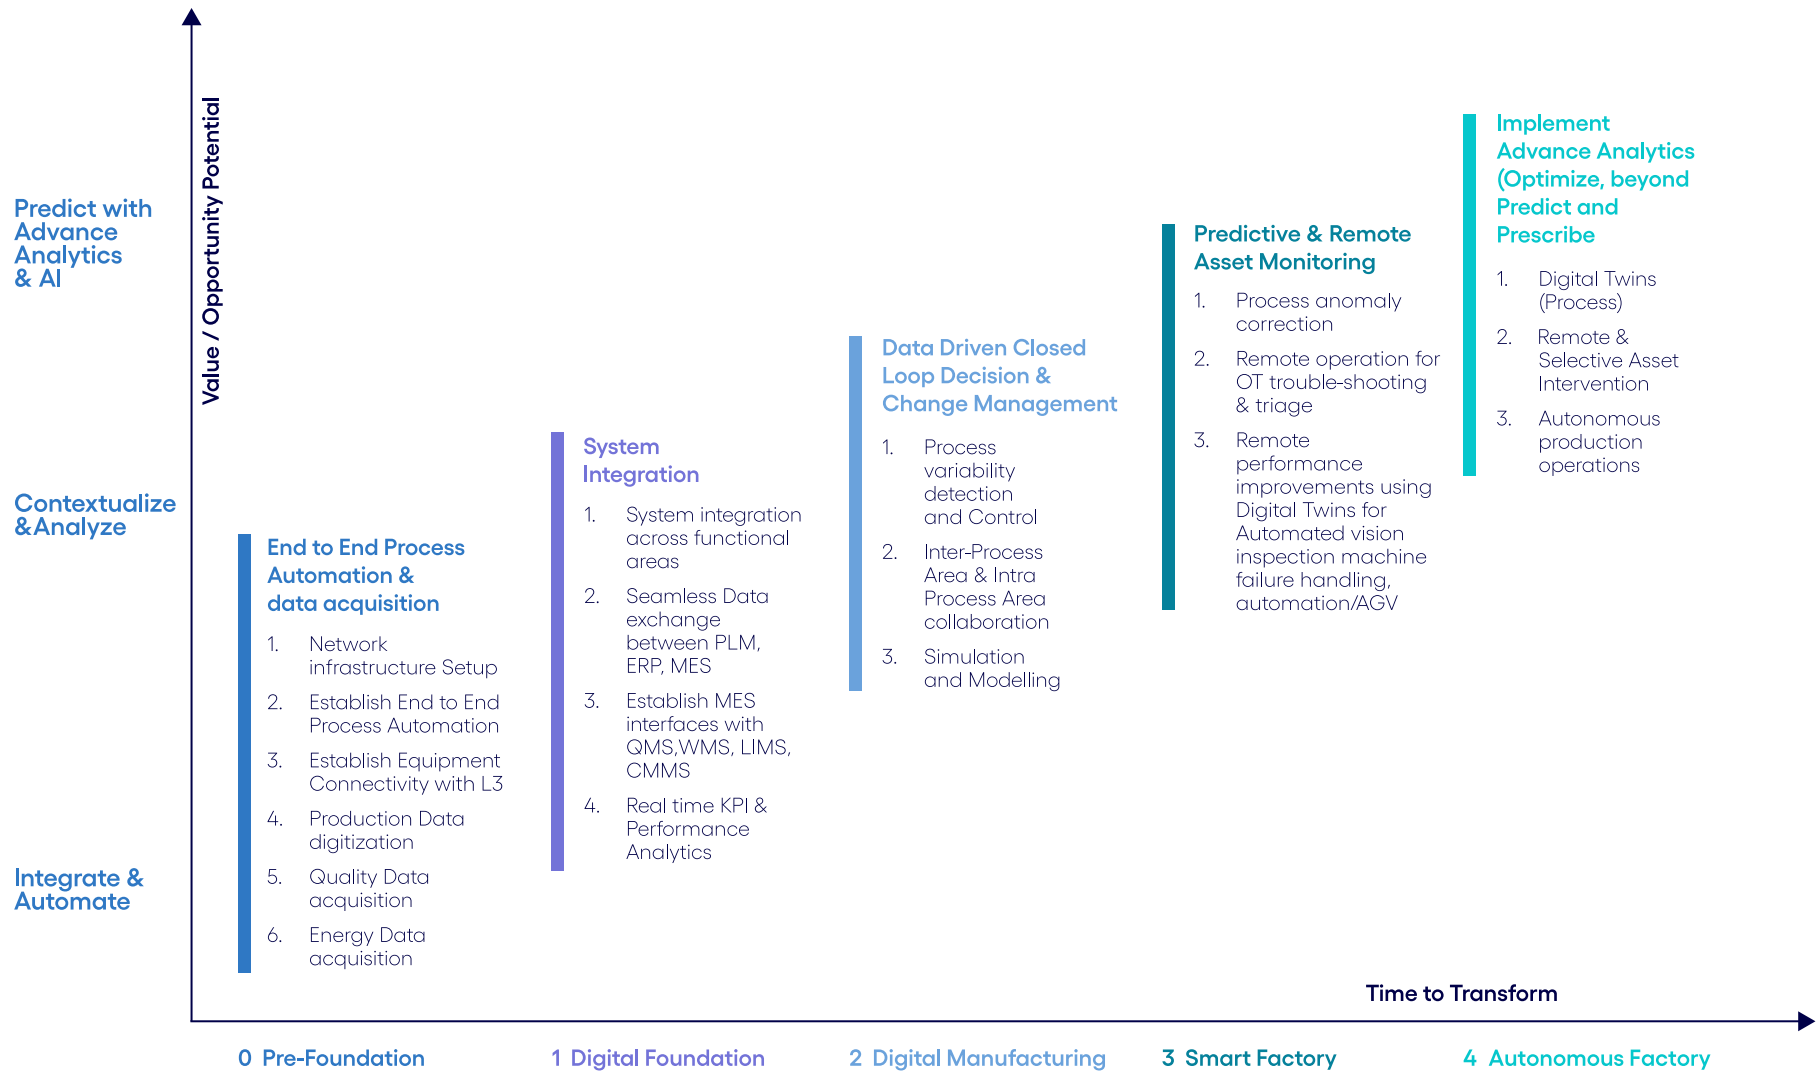 Value / Opportunity Potential
Predict with
Advance
Analytics
& AI
Contextualize
&Analyze
Integrate &
Automate
End to End Process
Automation &
data acquisition
1. Network
infrastructure Setup
2. Establish End to End
Process Automation
3. Establish Equipment
Connectivity with L3
4. Production Data
digitization
5. Quality Data
acquisition
6. Energy Data
acquisition
System
Integration
1. System integration
across functional
areas
2. Seamless Data
exchange
between PLM,
ERP, MES
3. Establish MES
interfaces with
QMS,WMS, LIMS,
CMMS
4. Real time KPI &
Performance
Analytics
Data Driven Closed
Loop Decision &
Change Management
1. Process
variability
detection
and Control
2. Inter-Process
Area & Intra
Process Area
collaboration
3. Simulation
and Modelling
Predictive & Remote
Asset Monitoring
1. Process anomaly
correction
2. Remote operation for
OT trouble-shooting
& triage
3. Remote
performance
improvements using
Digital Twins for
Automated vision
inspection machine
failure handling,
automation/AGV
Implement
Advance Analytics
(Optimize, beyond
Predict and
Prescribe
1. Digital Twins
(Process)
2. Remote &
Selective Asset
Intervention
3. Autonomous
production
operations
Time to Transform
0 Pre-Foundation
1 Digital Foundation
2 Digital Manufacturing
3 Smart Factory
4 Autonomous Factory